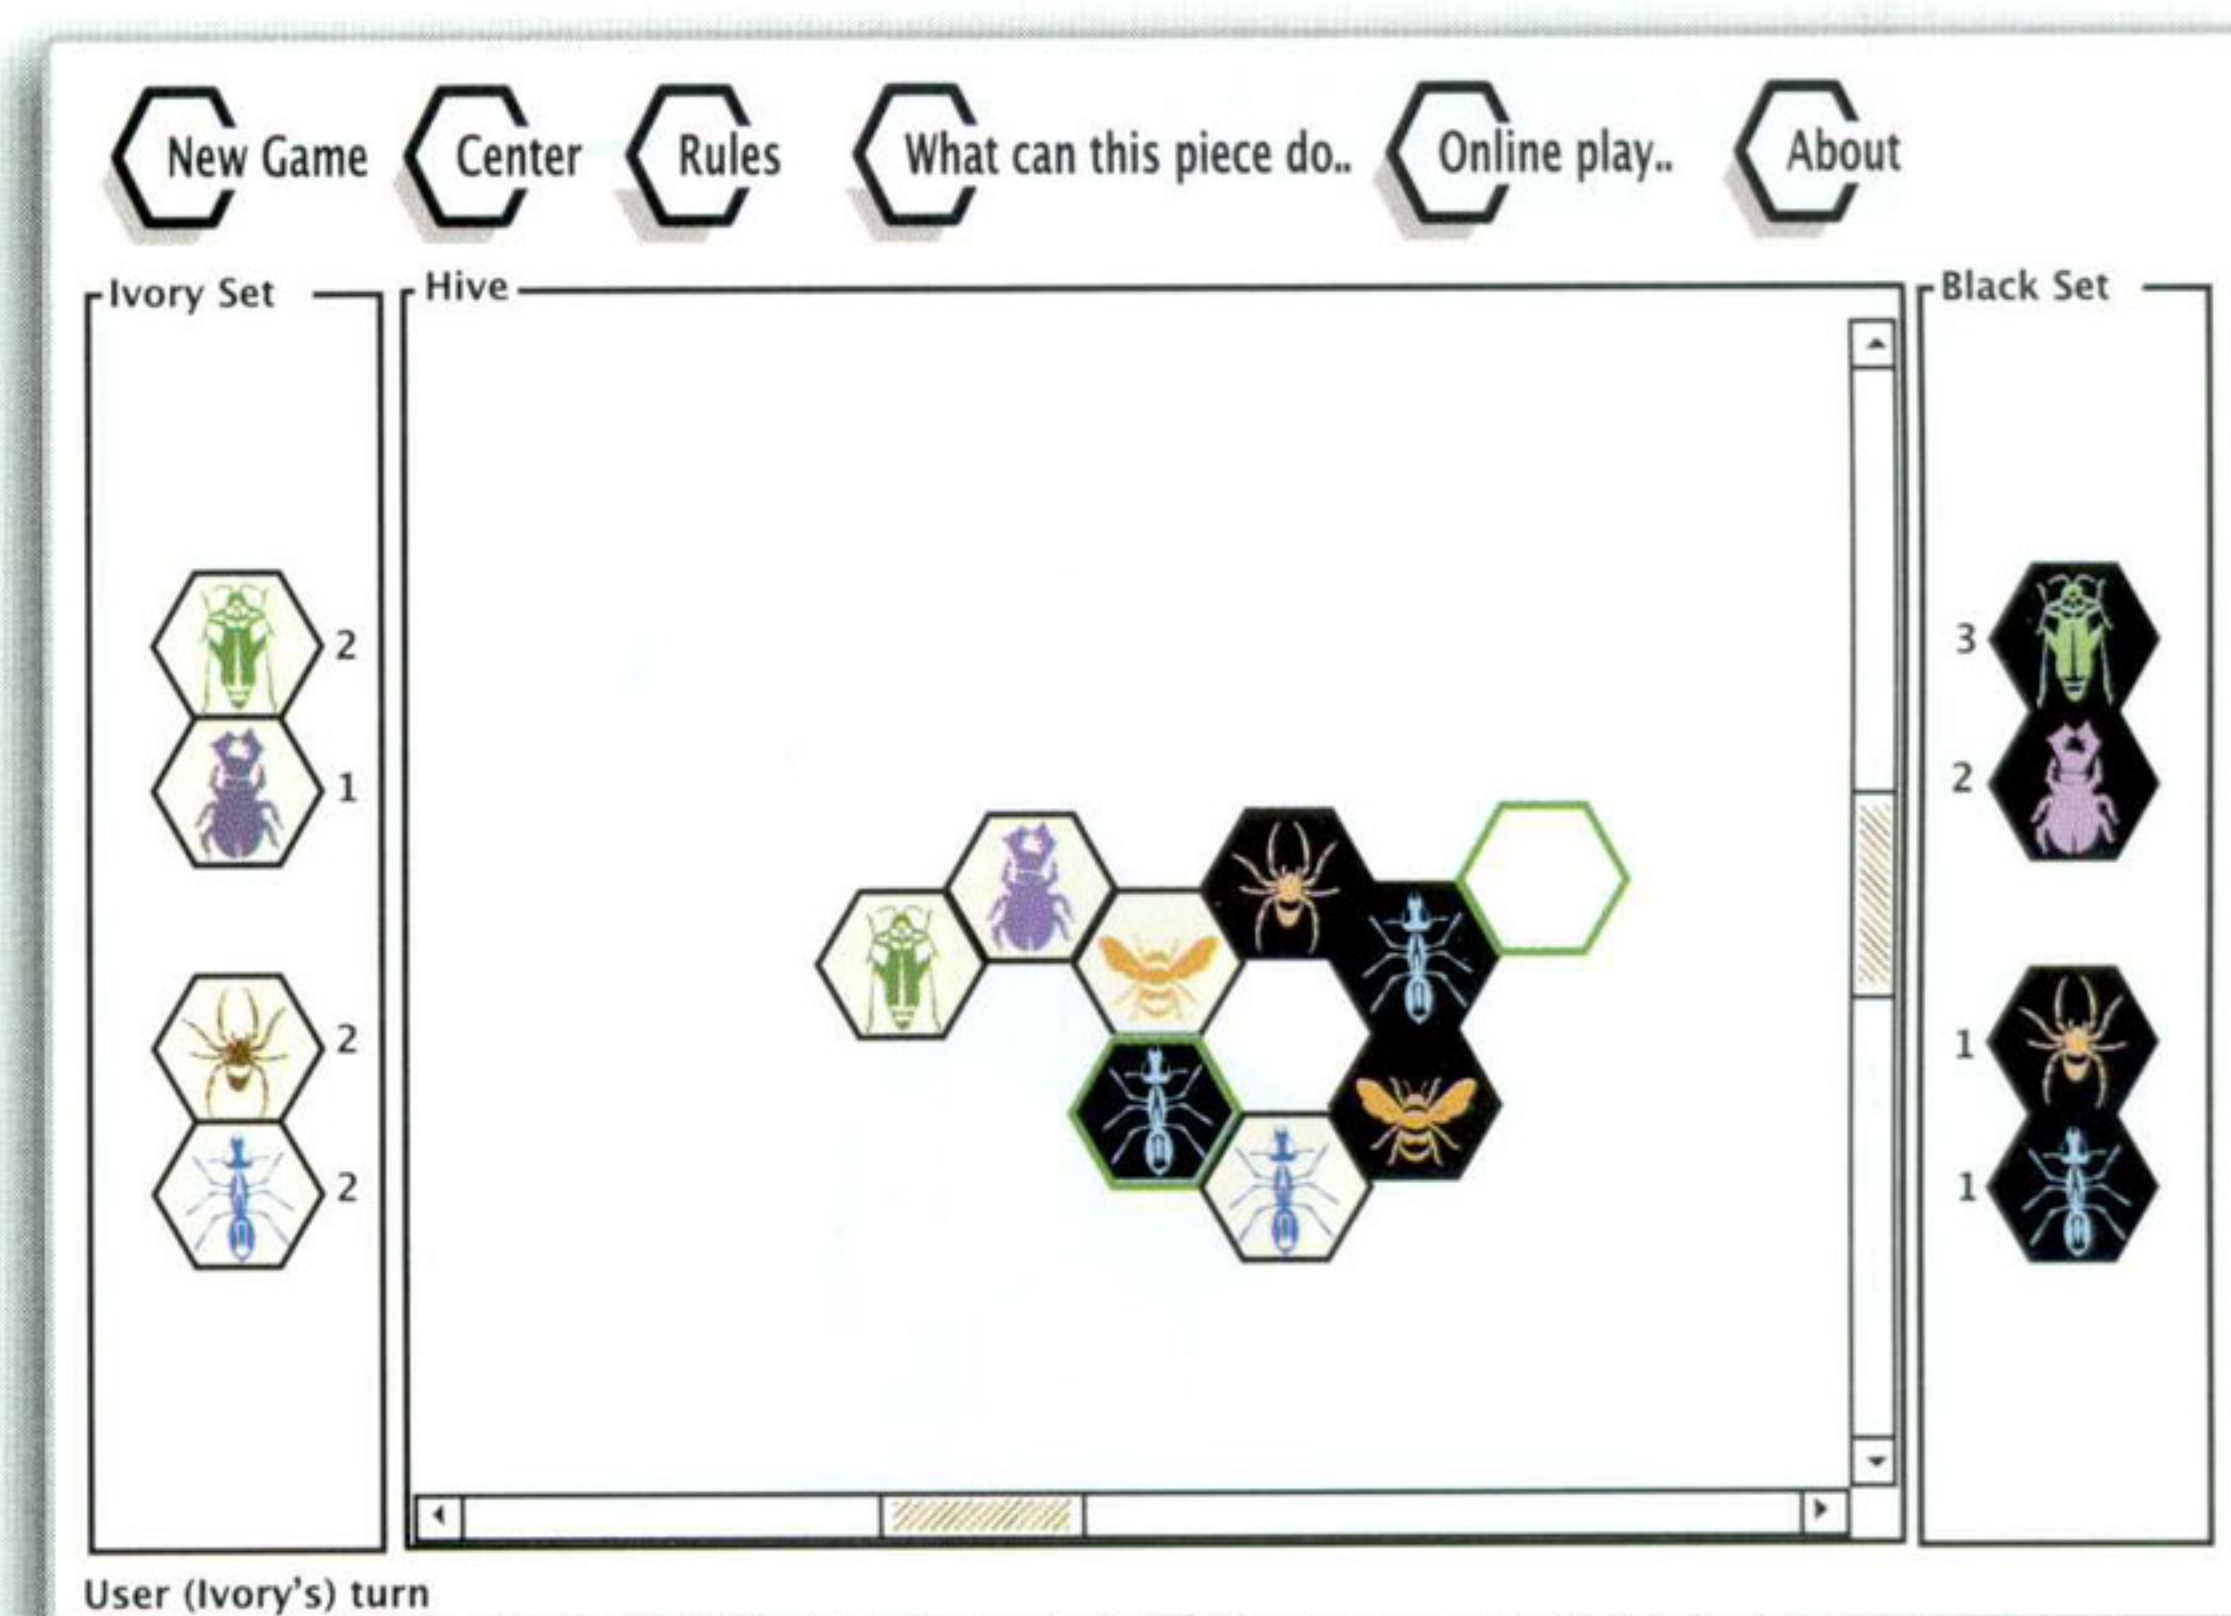 New Game Center Rules What can this piece do.. Online play.. About
Ivory Set
Hive
Black Set
2
1
2
2
3
2
1
1
User (Ivory's) turn